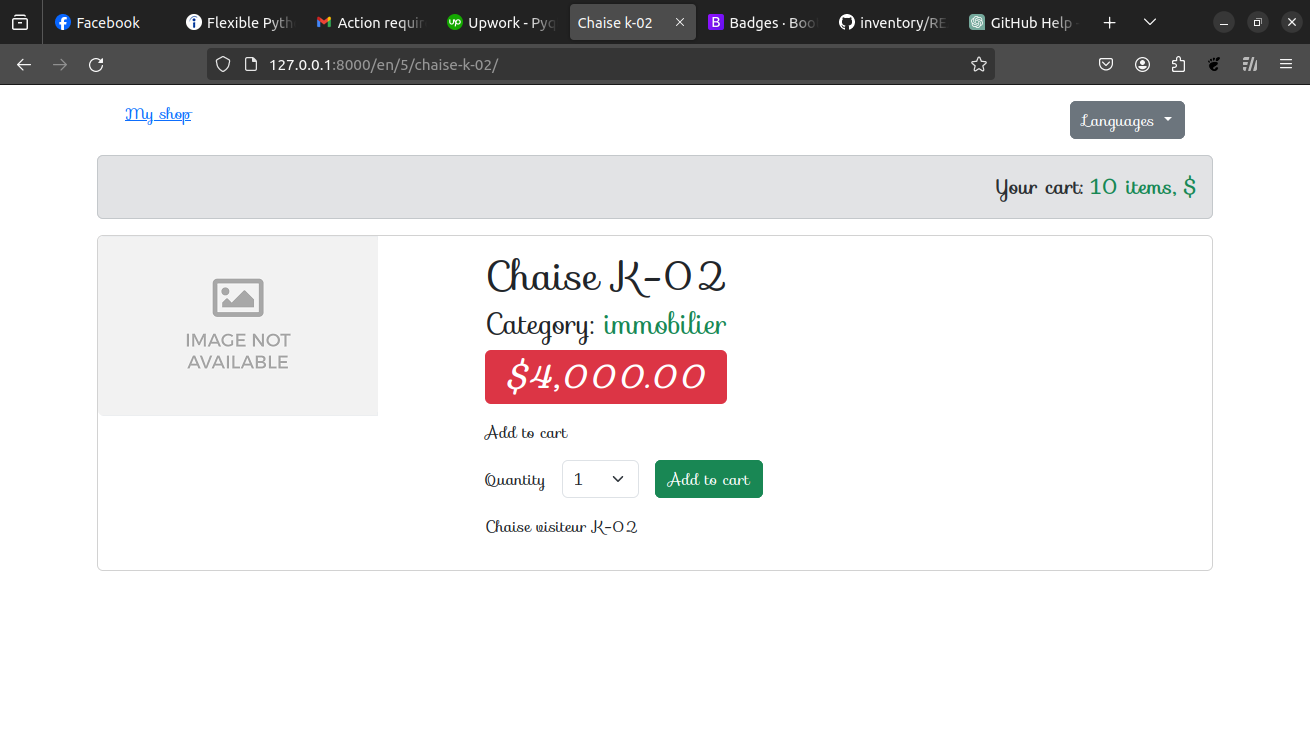 Facebook
Flexible Pyth
Action requir
Upwork - Pyq
Chaise k-02
Badges · Boo
inventory/RE
GitHub Help -
127.0.0.1:8000/en/5/chaise-k-02/
My shop
Languages
Your cart: 10 items, $
IMAGE NOT
AVAILABLE
Chaise K-02
Category: immobilier
$4,000.00
Add to cart
Quantity 1 Add to cart
Chaise visiteur K-02